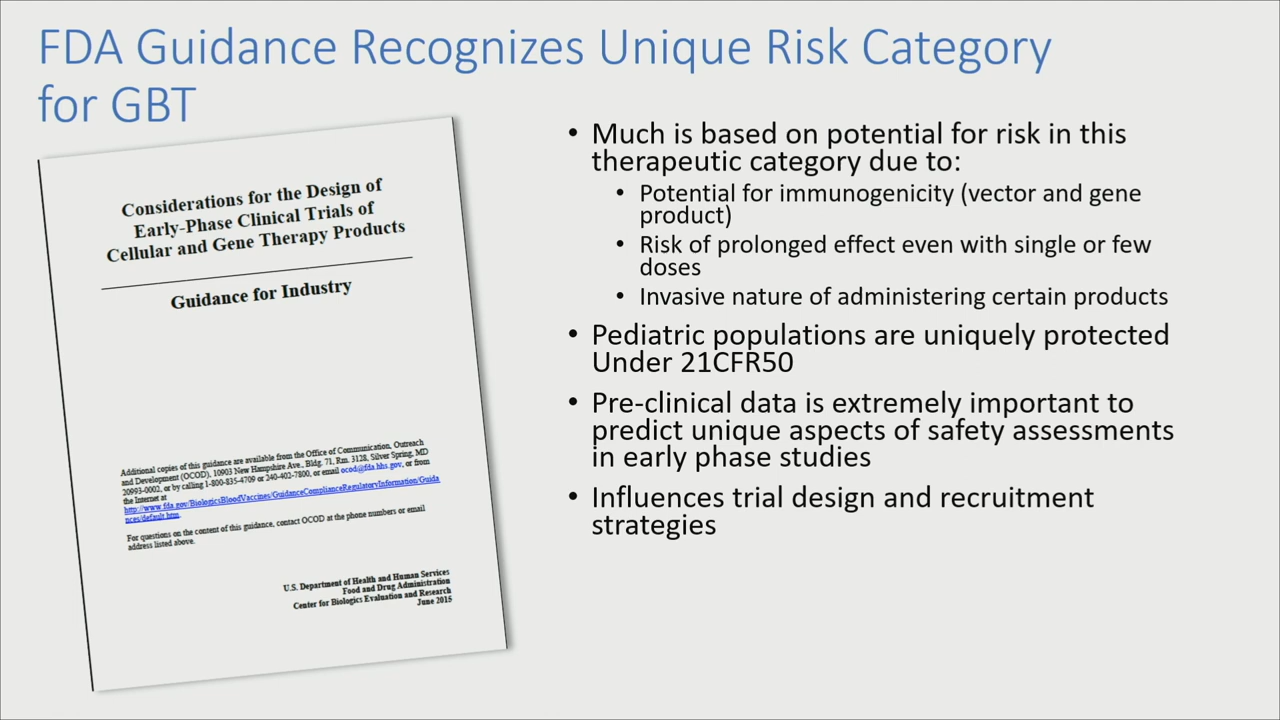 FDA Guidance Recognizes Unique Risk Category
for GBT
Considerations for the Design of
Early-Phase Clinical Trials of
Cellular and Gene Therapy Products
Guidance for Industry
Additional copies of this guidance are available from the Office of Communication, Outreach
and Development (OCOD), 10903 New Hampshire Ave., Bldg. 71, Rm. 3128, Silver Spring, MD
20993-0002, or by calling 1-800-835-4709 or 240-402-7800, or email ocod@fda.hhs.gov, or from
the Internet at
http://www.fda.gov/BiologicsBloodVaccines/GuidanceComplianceRegulatoryInformation/Guida
nces/default.htm.
For questions on the content of this guidance, contact OCOD at the phone numbers or email
address listed above.
U.S. Department of Health and Human Services
Food and Drug Administration
Center for Biologics Evaluation and Research
June 2015
• Much is based on potential for risk in this
therapeutic category due to:
• Potential for immunogenicity (vector and gene
product)
• Risk of prolonged effect even with single or few
doses
• Invasive nature of administering certain products
• Pediatric populations are uniquely protected
Under 21CFR50
• Pre-clinical data is extremely important to
predict unique aspects of safety assessments
in early phase studies
• Influences trial design and recruitment
strategies